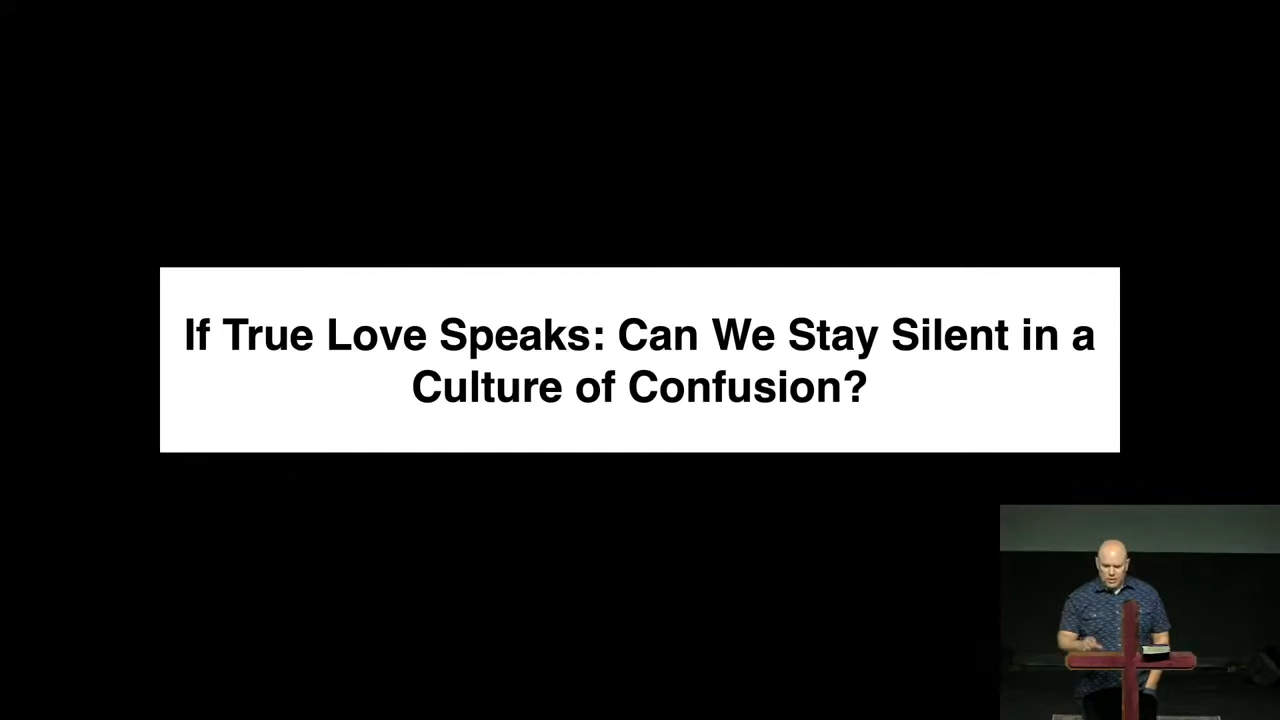 If True Love Speaks: Can We Stay Silent in a
Culture of Confusion?